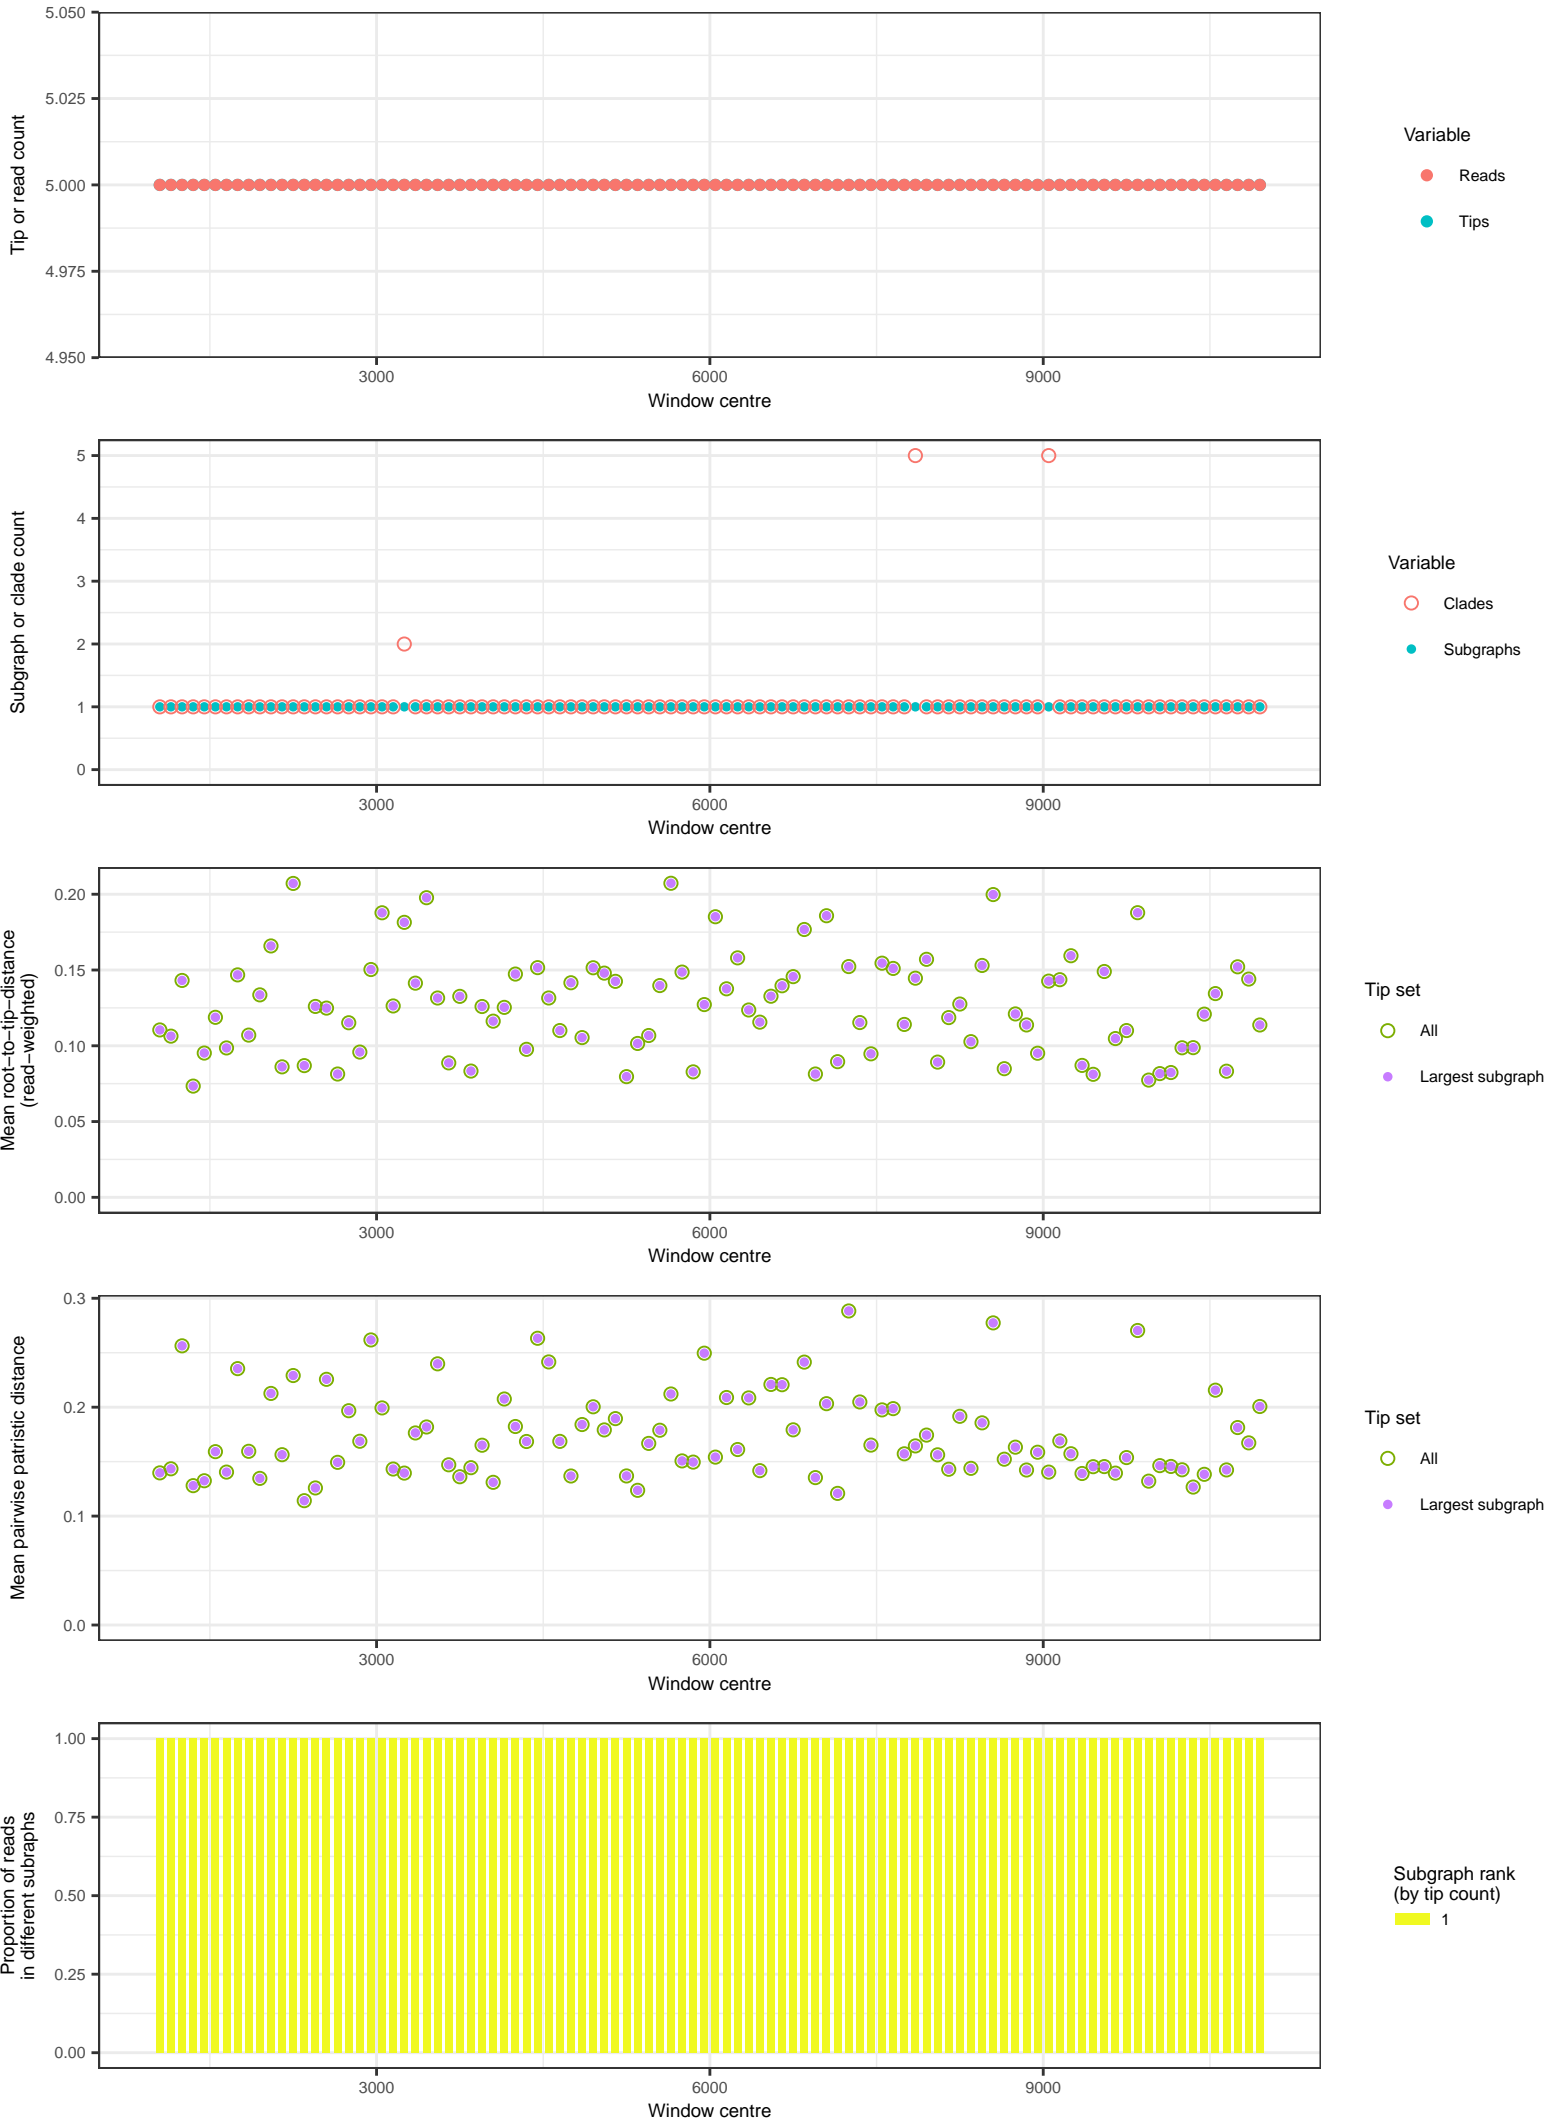 5.050
5.025
5.000
4.975
4.950
Tip or read count
3000 6000 9000
Window centre
Variable
Reads
Tips
5
4
3
2
1
0
Subgraph or clade count
3000 6000 9000
Window centre
Variable
Clades
Subgraphs
0.20
0.15
0.10
0.05
0.00
Mean root−to−tip−distance
(read−weighted)
3000 6000 9000
Window centre
Tip set
All
Largest subgraph
0.3
0.2
0.1
0.0
Mean pairwise patristic distance
3000 6000 9000
Window centre
Tip set
All
Largest subgraph
1.00
0.75
0.50
0.25
0.00
Proportion of reads
in different subraphs
3000 6000 9000
Window centre
Subgraph rank
(by tip count)
1